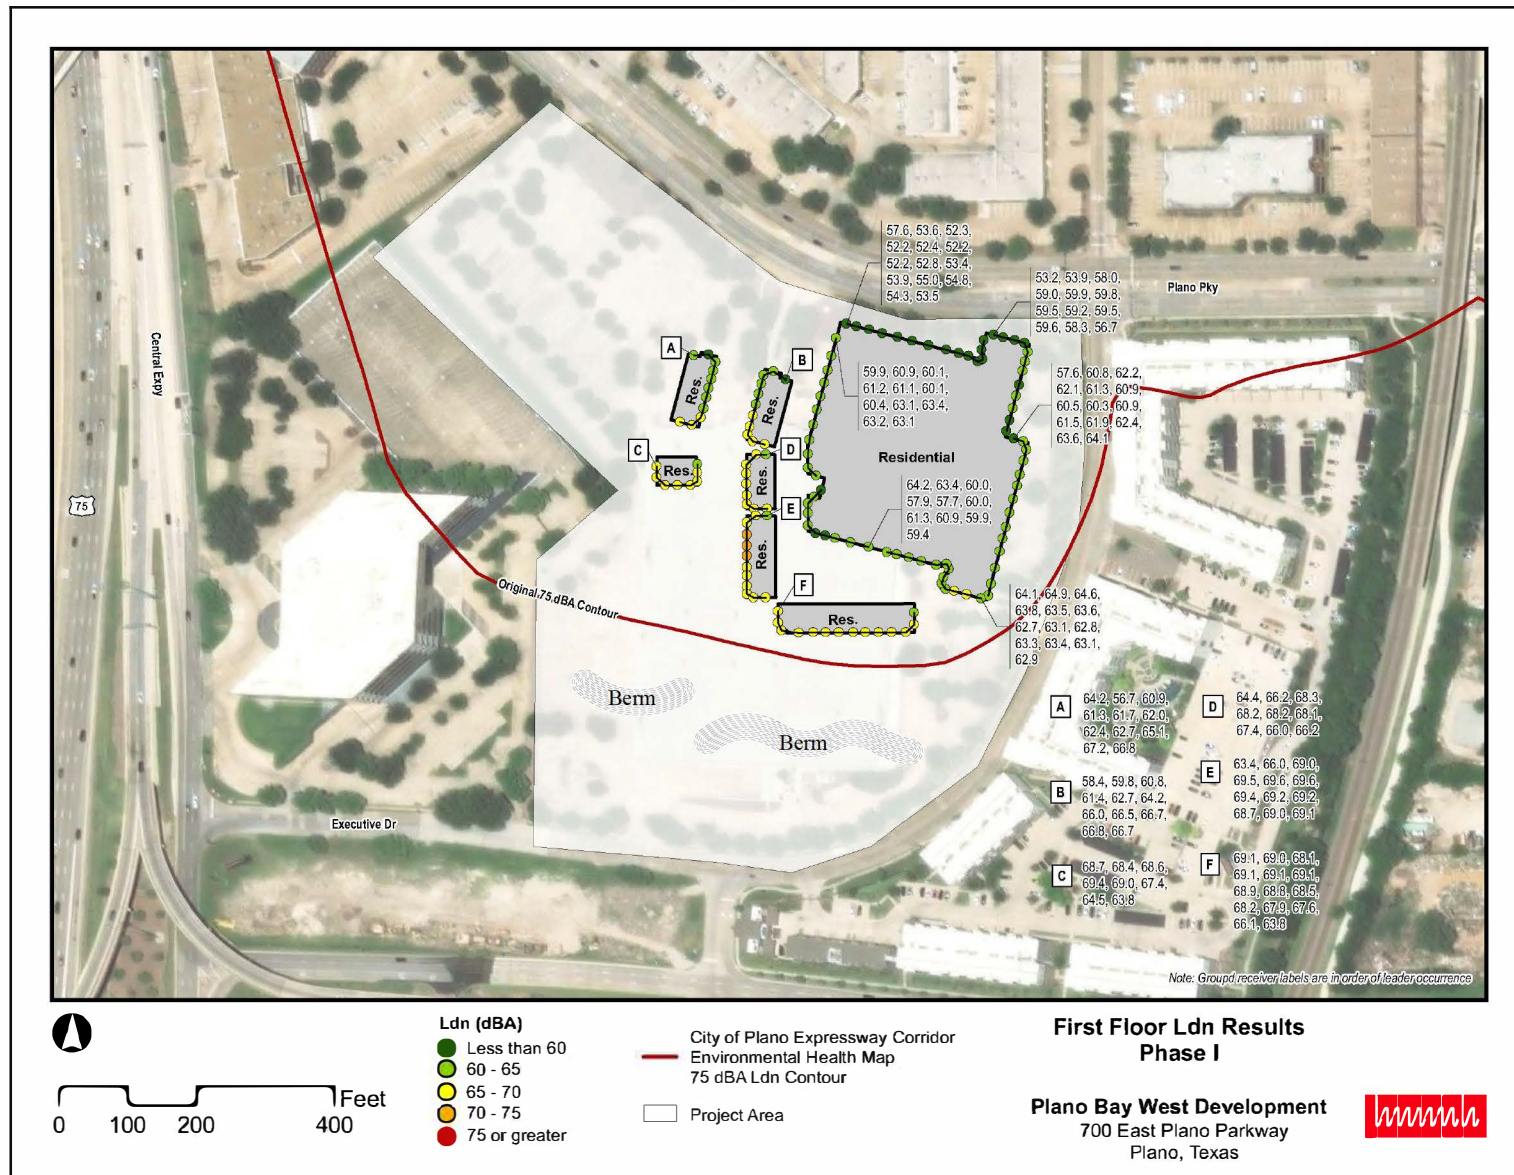 57.6, 53.6, 52.3,
52.2, 52.4, 52.2,
52.2, 52.8, 53.4,
53.9, 55.0, 54.8,
54.3, 53.5
53.2, 53.9, 58.0,
59.0, 59.9, 59.8,
59.5, 59.2, 59.5,
59.6, 58.3, 56.7
Plano Pky
Central Expy
A
Res.
B
Res.
59.9, 60.9, 60.1,
61.2, 61.1, 60.1,
60.4, 63.1, 63.4,
63.2, 63.1
57.6, 60.8, 62.2,
62.1, 61.3, 60.9,
60.5, 60.3, 60.9,
61.5, 61.9, 62.4,
63.6, 64.1
C
Res.
D
Res.
Residential
64.2, 63.4, 60.0,
57.9, 57.7, 60.0,
61.3, 60.9, 59.9,
59.4
75
E
Res.
F
Res.
Original 75 dBA Contour
64.1, 64.9, 64.6,
63.8, 63.5, 63.6,
62.7, 63.1, 62.8,
63.3, 63.4, 63.1,
62.9
Berm
Berm
Executive Dr
A
64.2, 56.7, 60.9,
61.3, 61.7, 62.0,
62.4, 62.7, 65.1,
67.2, 66.8
B
58.4, 59.8, 60.8,
61.4, 62.7, 64.2,
66.0, 66.5, 66.7,
66.8, 66.7
C
68.7, 68.4, 68.6,
69.4, 69.0, 67.4,
64.5, 63.8
D
64.4, 66.2, 68.3,
68.2, 68.2, 68.1,
67.4, 66.0, 66.2
E
63.4, 66.0, 69.0,
69.5, 69.6, 69.6,
69.4, 69.2, 69.2,
68.7, 69.0, 69.1
F
69.1, 69.0, 68.1,
69.1, 69.1, 69.1,
68.9, 68.8, 68.5,
68.2, 67.9, 67.6,
66.1, 63.8
Note: Groupd receiver labels are in order of leader occurrence
0 100 200 400 Feet
Ldn (dBA)
Less than 60
60 - 65
65 - 70
70 - 75
75 or greater
City of Plano Expressway Corridor
Environmental Health Map
75 dBA Ldn Contour
Project Area
First Floor Ldn Results
Phase I
Plano Bay West Development
700 East Plano Parkway
Plano, Texas
hmmh